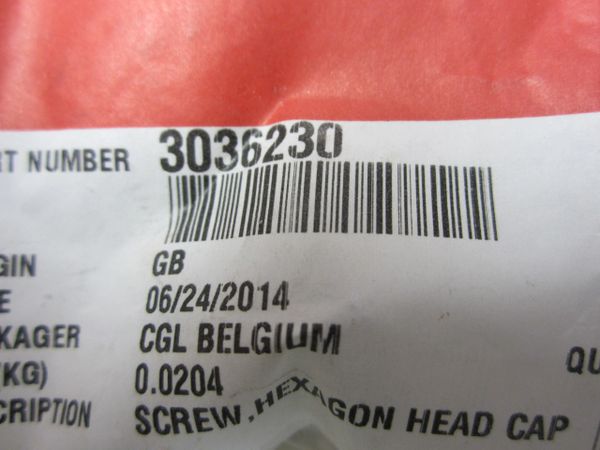 RT NUMBER 3036230
GIN GB
E 06/24/2014
KAGER CGL BELGIUM
KG) 0.0204
QU
CRIPTION SCREW,HEXAGON HEAD CAP